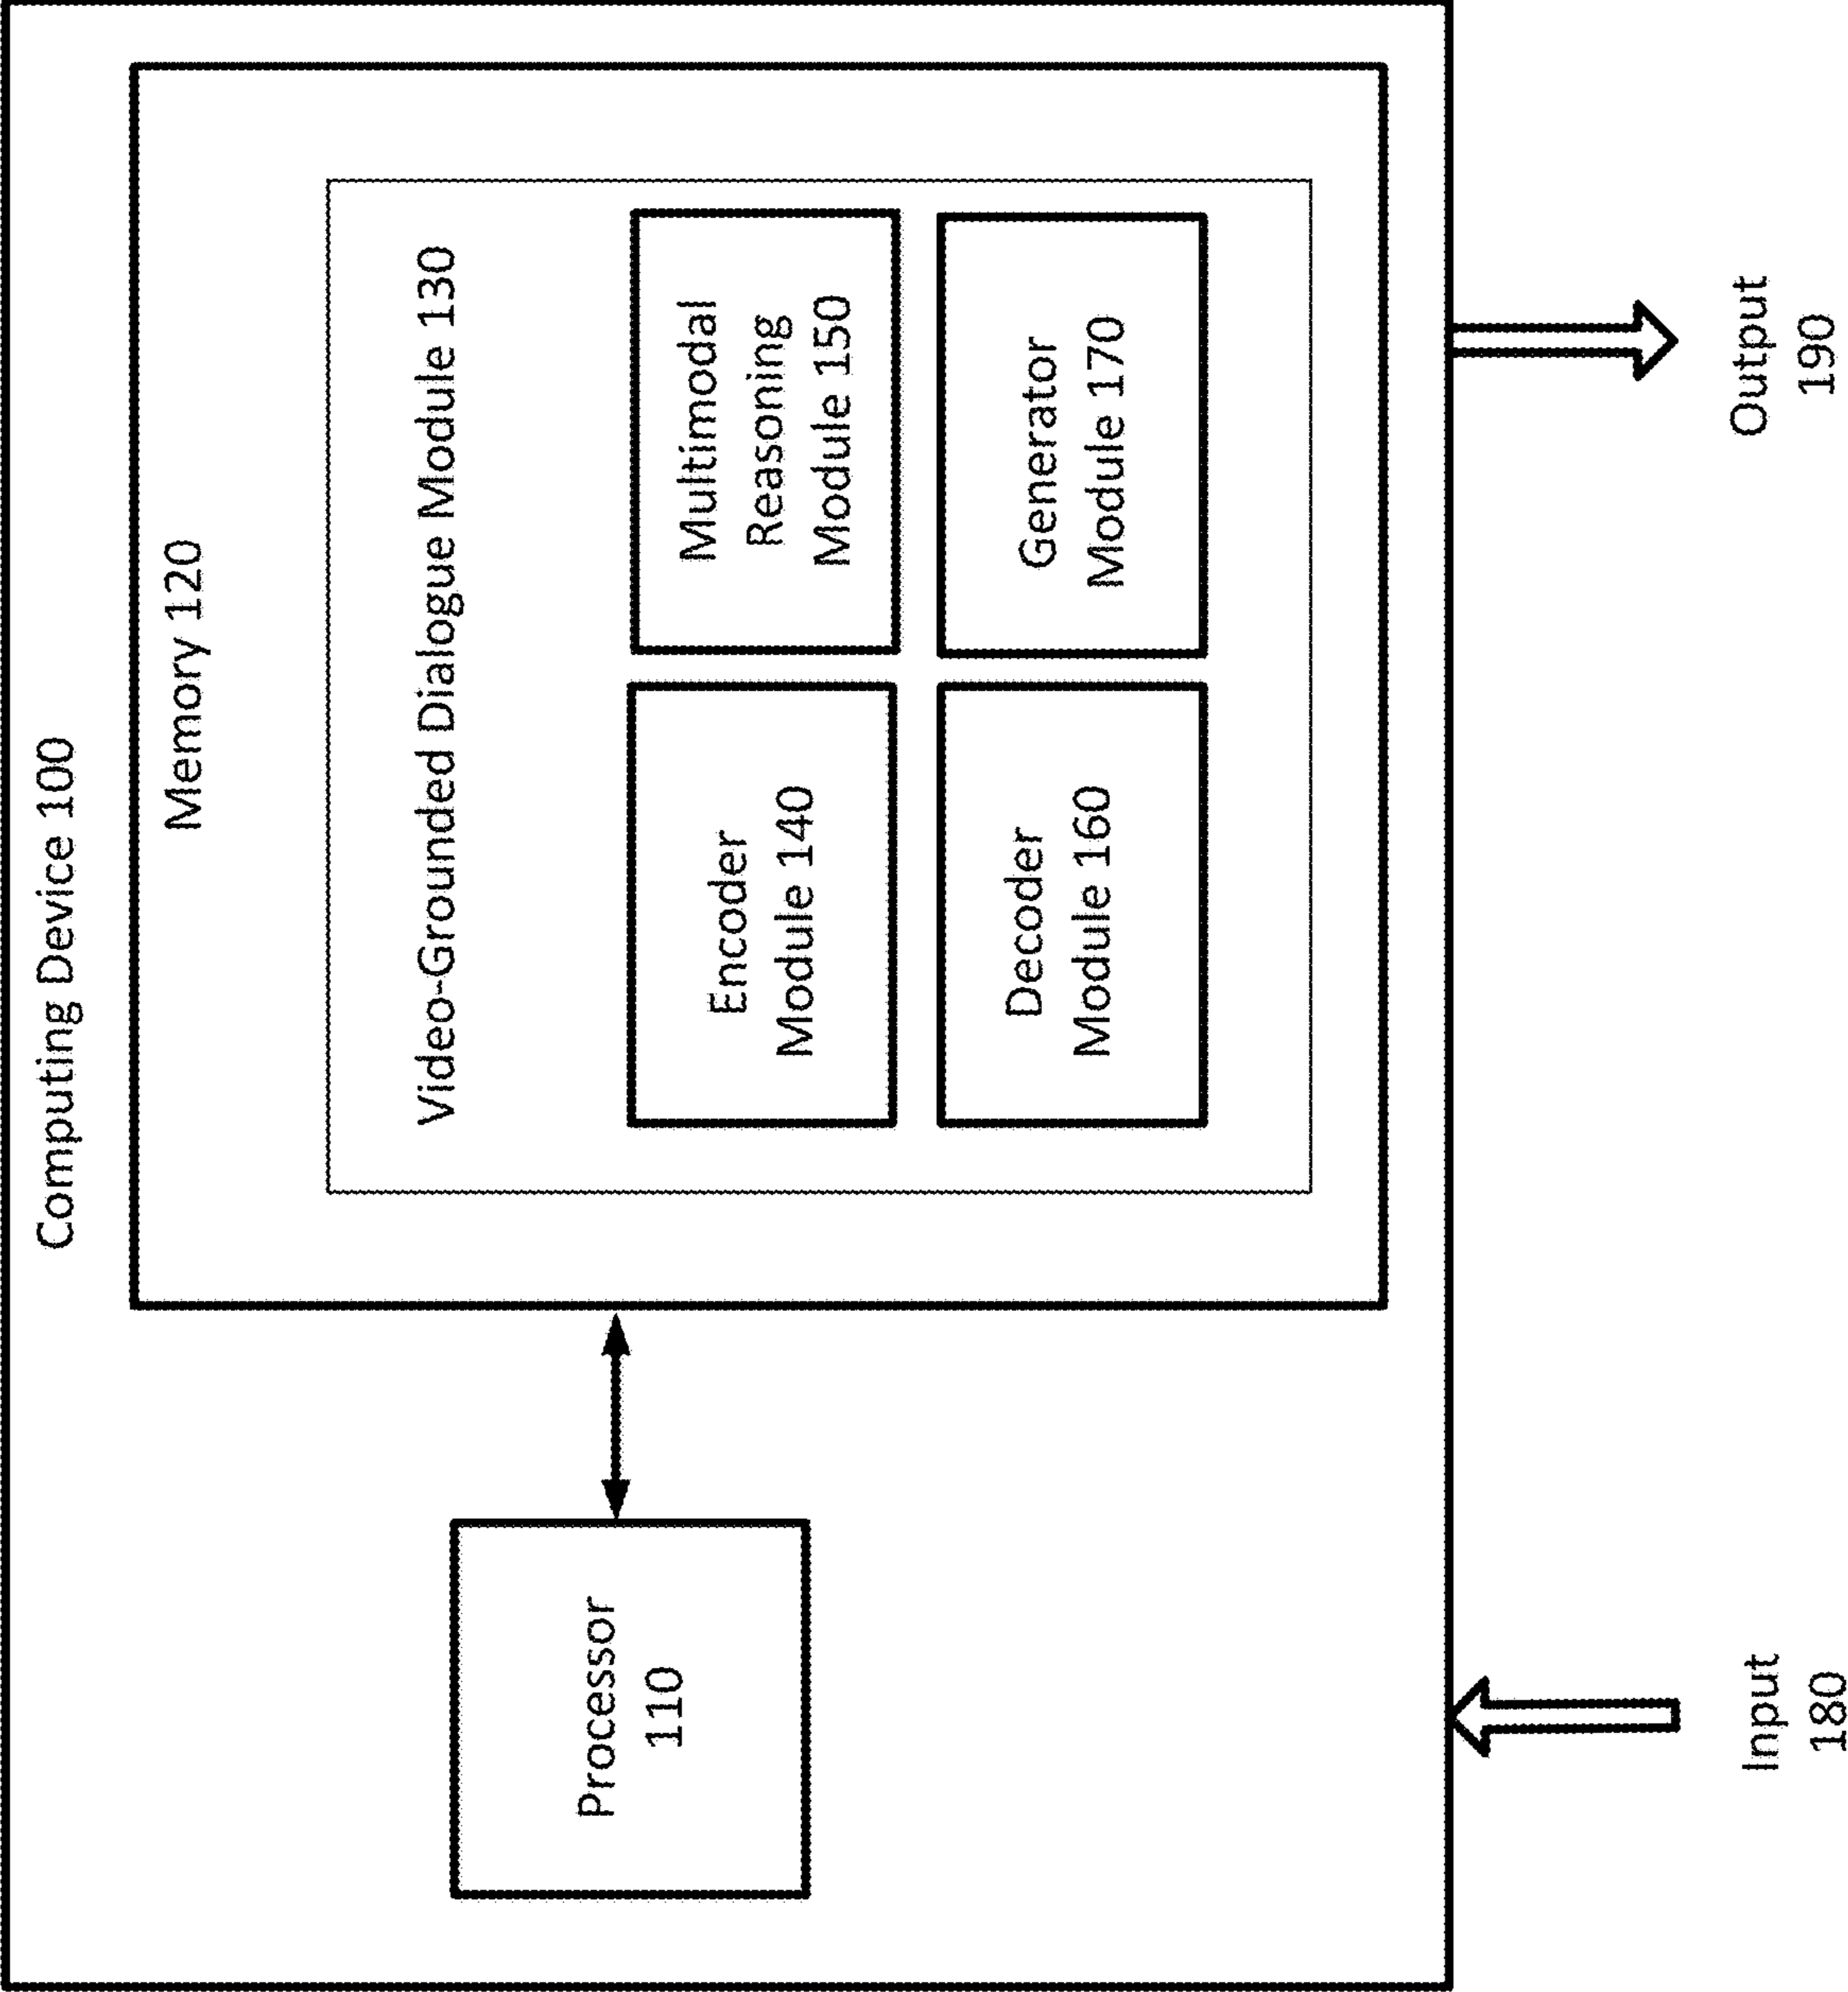 Computing Device 100
Memory 120
Video-Grounded Dialogue Module 130
Processor
110
Encoder
Module 140
Multimodal
Reasoning
Module 150
Decoder
Module 160
Generator
Module 170
Input
180
Output
190